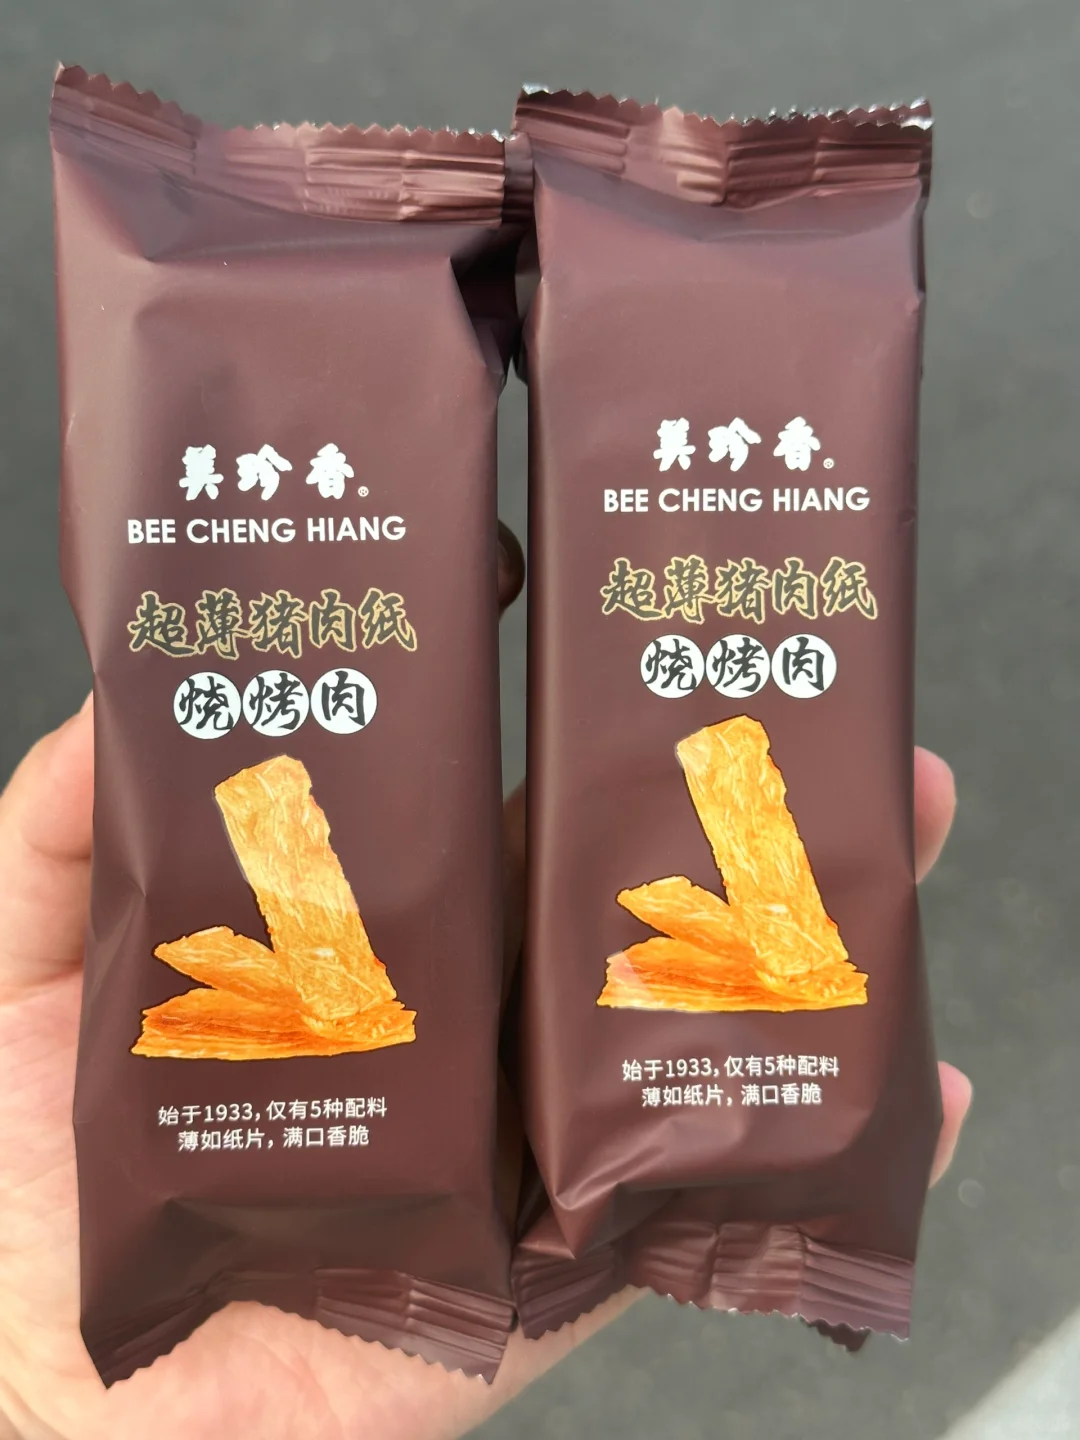 美珍香®
BEE CHENG HIANG
超薄猪肉纸
烧烤肉
始于1933,仅有5种配料
薄如纸片,满口香脆
美珍香®
BEE CHENG HIANG
超薄猪肉纸
烧烤肉
始于1933,仅有5种配料
薄如纸片,满口香脆